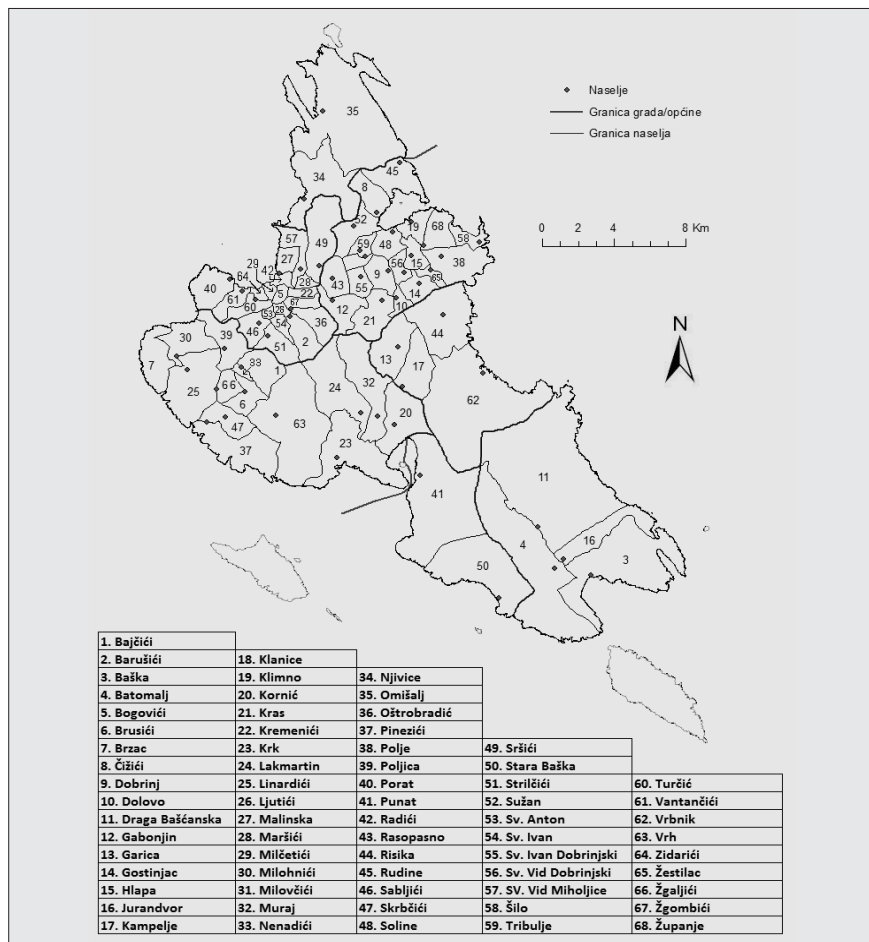 Naselje
Granica grada/općine
Granica naselja
0 2 4 8 Km
N
35
34
45
8
52
19
68
58
57
49
59
48
38
29
42
27
56
15
64
28
43
55
9
65
40
61
60
5
22
14
53
26
67
12
10
46
54
36
21
44
30
39
51
2
7
33
1
13
17
25
66
24
32
62
6
47
63
20
37
23
41
11
4
16
3
50
1. Bajčići
2. Barušići
3. Baška
4. Batomalj
5. Bogovići
6. Brusići
7. Brzac
8. Čižići
9. Dobrinj
10. Dolovo
11. Draga Bašćanska
12. Gabonjin
13. Garica
14. Gostinjac
15. Hlapa
16. Jurandvor
17. Kampelje
18. Klanice
19. Klimno
20. Kornić
21. Kras
22. Kremenići
23. Krk
24. Lakmartin
25. Linardići
26. Ljutići
27. Malinska
28. Maršići
29. Milčetići
30. Milohnići
31. Milovčići
32. Muraj
33. Nenadići
34. Njivice
35. Omišalj
36. Oštrobradić
37. Pinezići
38. Polje
39. Poljica
40. Porat
41. Punat
42. Radići
43. Rasopasno
44. Risika
45. Rudine
46. Sabljići
47. Skrbčići
48. Soline
49. Sršići
50. Stara Baška
51. Strilčići
52. Sužan
53. Sv. Anton
54. Sv. Ivan
55. Sv. Ivan Dobrinjski
56. Sv. Vid Dobrinjski
57. SV. Vid Miholjice
58. Šilo
59. Tribulje
60. Turčić
61. Vantančići
62. Vrbnik
63. Vrh
64. Zidarići
65. Žestilac
66. Žgaljići
67. Žgombići
68. Županje